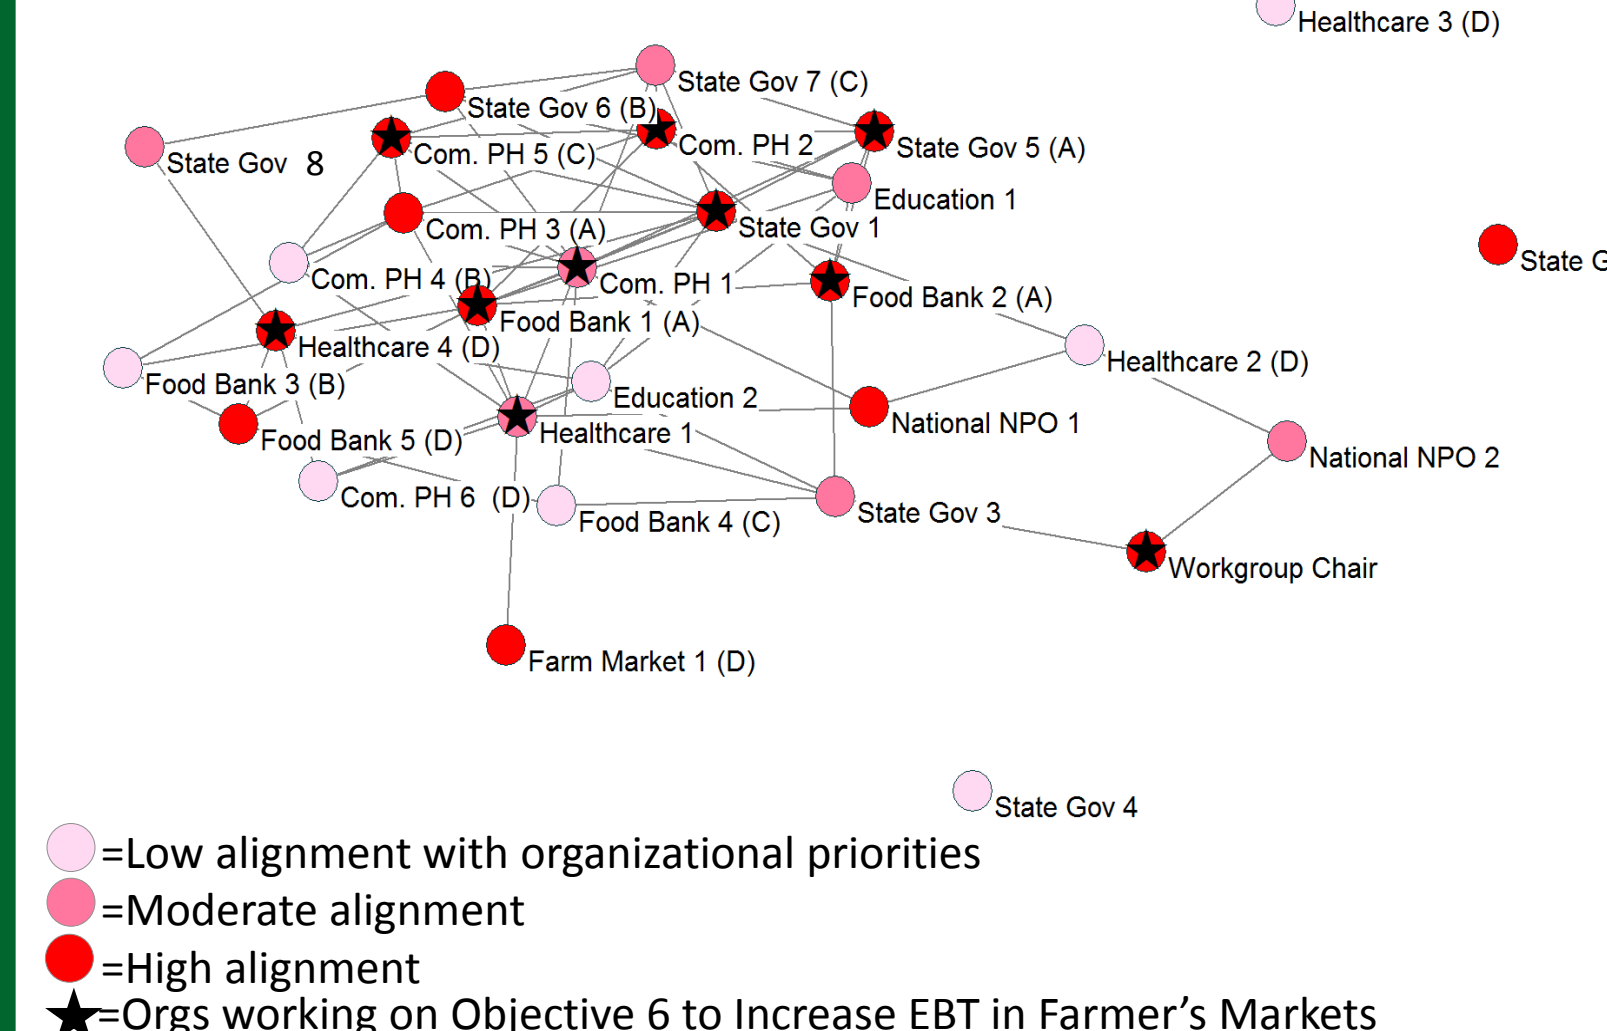 Healthcare 3 (D)
State Gov 7 (C)
State Gov 6 (B)
Com. PH 2
State Gov 5 (A)
Com. PH 5 (C)
State Gov 8
Education 1
State Gov 1
Com. PH 3 (A)
State G
Com. PH 4 (B)
Com. PH 1
Food Bank 2 (A)
Food Bank 1 (A)
Healthcare 4 (D)
Healthcare 2 (D)
Food Bank 3 (B)
Education 2
National NPO 1
Healthcare 1
Food Bank 5 (D)
National NPO 2
Com. PH 6 (D)
State Gov 3
Food Bank 4 (C)
Workgroup Chair
Farm Market 1 (D)
State Gov 4
=Low alignment with organizational priorities
=Moderate alignment
=High alignment
=Orgs working on Objective 6 to Increase EBT in Farmer’s Markets